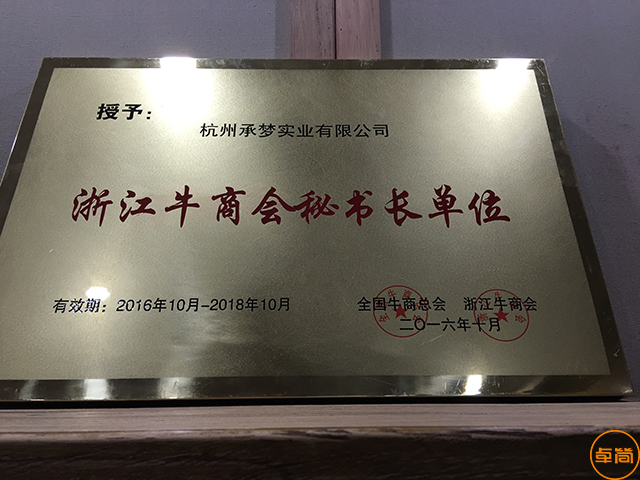 授予：
杭州承梦实业有限公司
浙江牛商会秘书长单位
有效期：2016年10月-2018年10月
全国牛商总会 浙江牛商会
二〇一六年十月
卓简